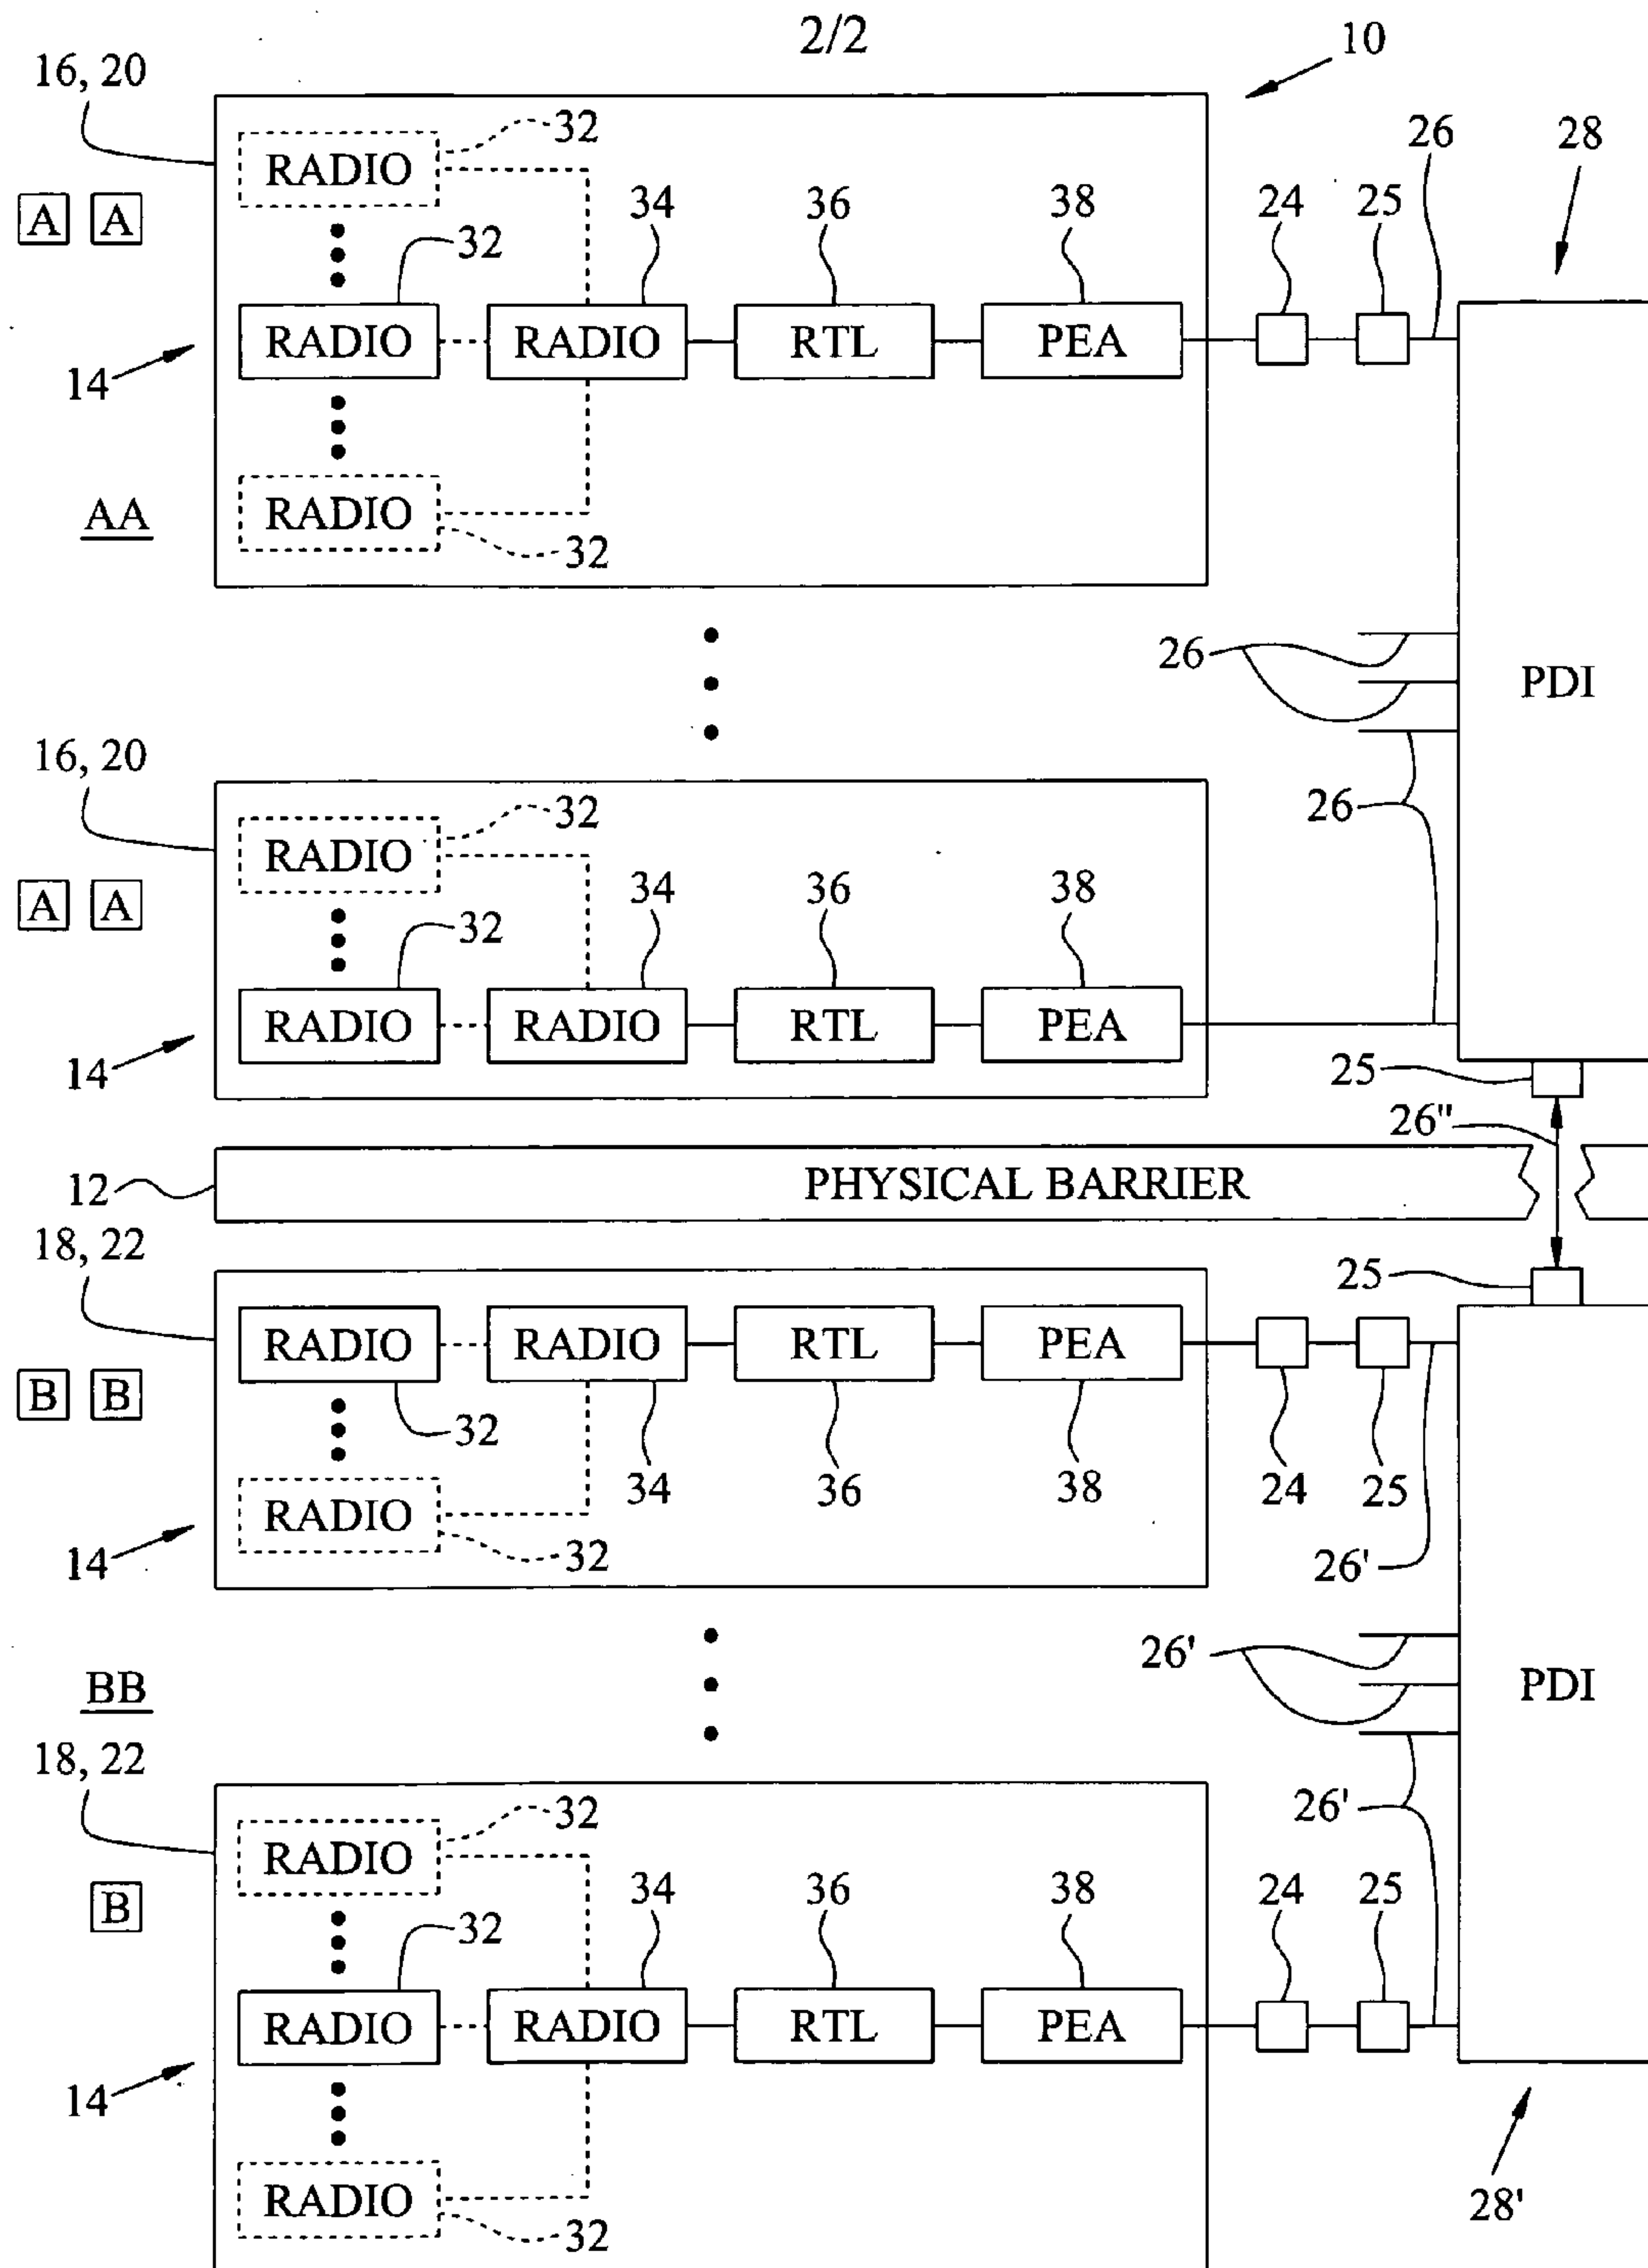 2/2
10
16, 20
32
26
28
RADIO
A A
34
36
38
24
25
32
RADIO
RADIO
RTL
PEA
14
RADIO
AA
32
26
PDI
16, 20
32
26
RADIO
A A
34
36
38
32
RADIO
RADIO
RTL
PEA
14
25
26"
12
PHYSICAL BARRIER
18, 22
25
RADIO
RADIO
RTL
PEA
B B
32
34
36
38
24
25
RADIO
14
32
26'
26'
BB
PDI
18, 22
32
26'
RADIO
34
36
38
24
25
B
32
RADIO
RADIO
RTL
PEA
14
RADIO
28'
32